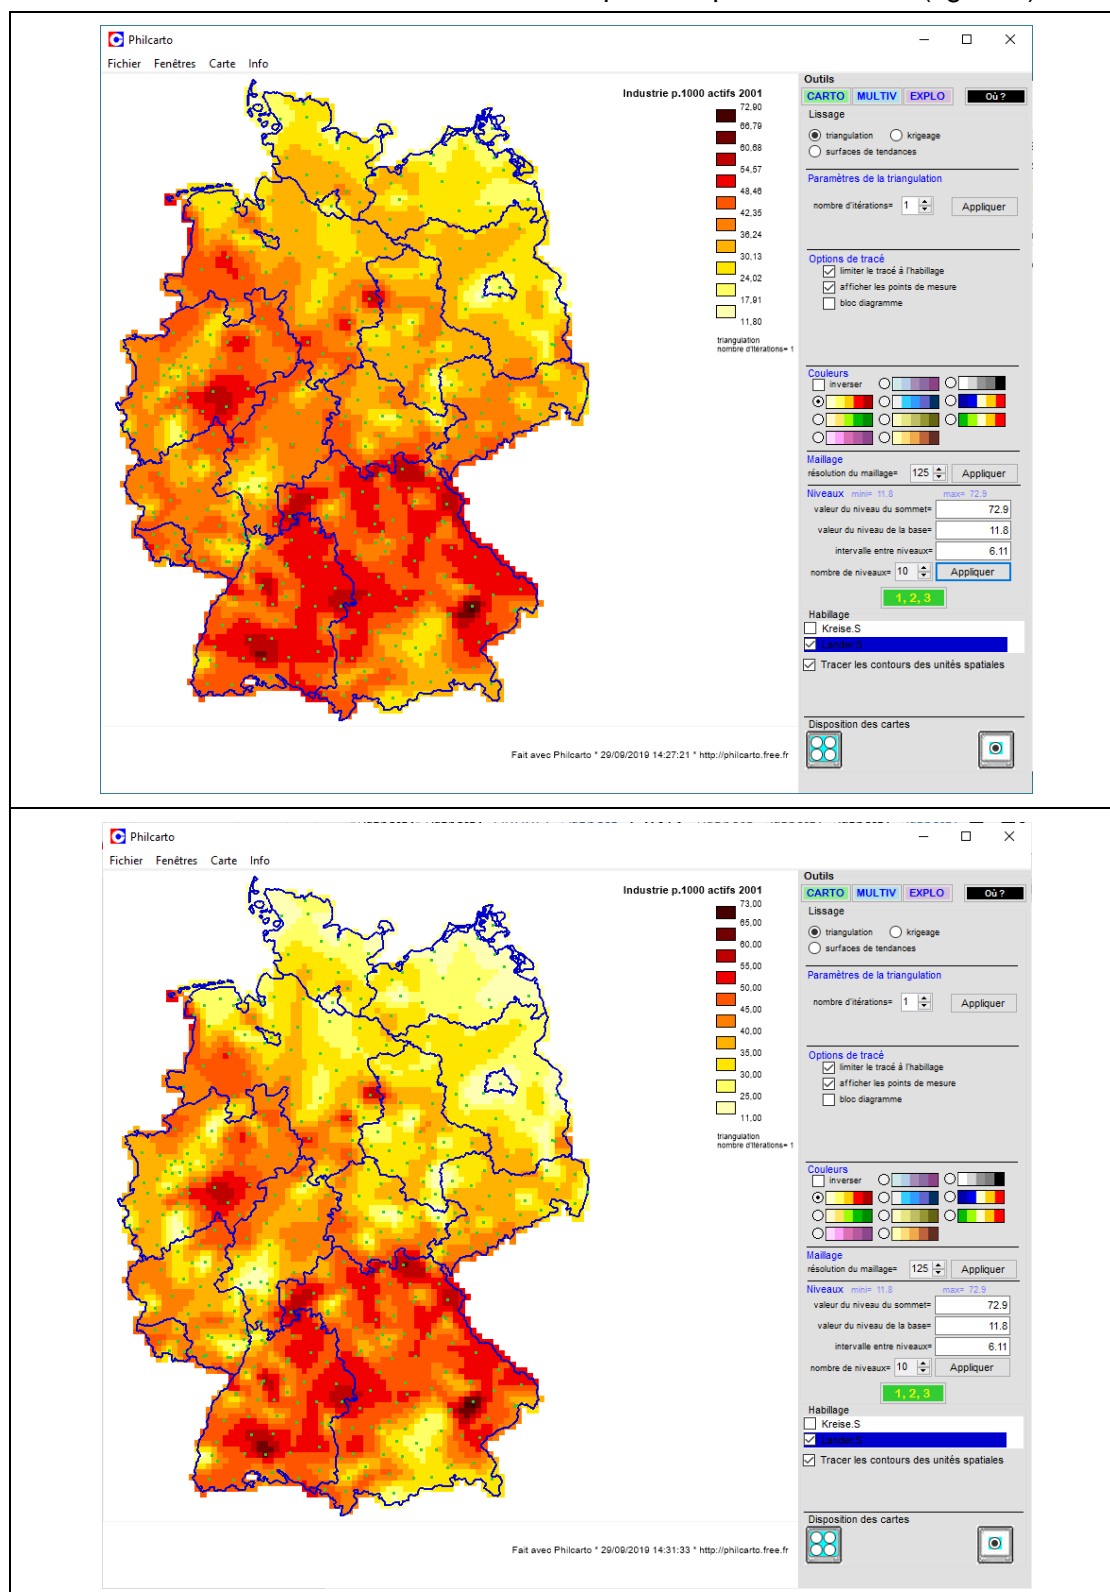 Philcarto
Fichier Fenêtres Carte Info
Industrie p.1000 actifs 2001
72,90
66,79
60,68
54,57
48,46
42,35
36,24
30,13
24,02
17,91
11,80
triangulation
nombre d'itérations= 1
Fait avec Philcarto * 29/09/2019 14:27:21 * http://philcarto.free.fr
Outils
CARTO MULTIV EXPLO Où ?
Lissage
triangulation krigeage
surfaces de tendances
Paramètres de la triangulation
nombre d'itérations= 1 Appliquer
Options de tracé
limiter le tracé à l'habillage
afficher les points de mesure
bloc diagramme
Couleurs
inverser
Maillage
résolution du maillage= 125 Appliquer
Niveaux mini= 11.8 max= 72.9
valeur du niveau du sommet= 72.9
valeur du niveau de la base= 11.8
intervalle entre niveaux= 6.11
nombre de niveaux= 10 Appliquer
1, 2, 3
Habillage
Kreise.S
Lander.S
Tracer les contours des unités spatiales
Disposition des cartes
Philcarto
Fichier Fenêtres Carte Info
Industrie p.1000 actifs 2001
73,00
65,00
60,00
55,00
50,00
45,00
40,00
35,00
30,00
25,00
11,00
triangulation
nombre d'itérations= 1
Fait avec Philcarto * 29/09/2019 14:31:33 * http://philcarto.free.fr
Outils
CARTO MULTIV EXPLO Où ?
Lissage
triangulation krigeage
surfaces de tendances
Paramètres de la triangulation
nombre d'itérations= 1 Appliquer
Options de tracé
limiter le tracé à l'habillage
afficher les points de mesure
bloc diagramme
Couleurs
inverser
Maillage
résolution du maillage= 125 Appliquer
Niveaux mini= 11.8 max= 72.9
valeur du niveau du sommet= 72.9
valeur du niveau de la base= 11.8
intervalle entre niveaux= 6.11
nombre de niveaux= 10 Appliquer
1, 2, 3
Habillage
Kreise.S
Lander.S
Tracer les contours des unités spatiales
Disposition des cartes